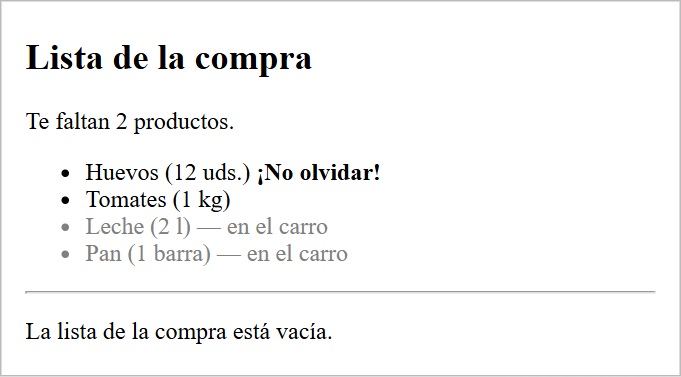 Lista de la compra
Te faltan 2 productos.
Huevos (12 uds.) ¡No olvidar!
Tomates (1 kg)
Leche (2 l) — en el carro
Pan (1 barra) — en el carro
La lista de la compra está vacía.